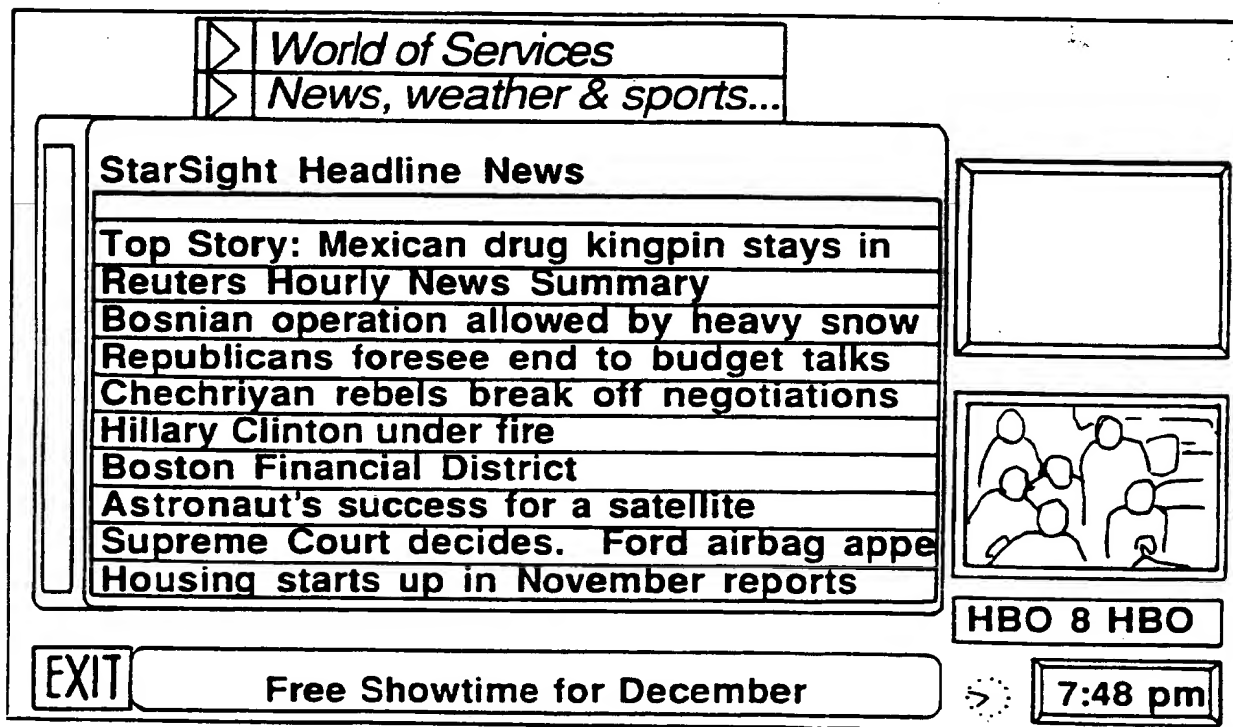 World of Services
News, weather & sports...
StarSight Headline News
Top Story: Mexican drug kingpin stays in
Reuters Hourly News Summary
Bosnian operation allowed by heavy snow
Republicans foresee end to budget talks
Chechriyan rebels break off negotiations
Hillary Clinton under fire
Boston Financial District
Astronaut's success for a satellite
Supreme Court decides. Ford airbag appe
Housing starts up in November reports
HBO 8 HBO
EXIT
Free Showtime for December
7:48 pm